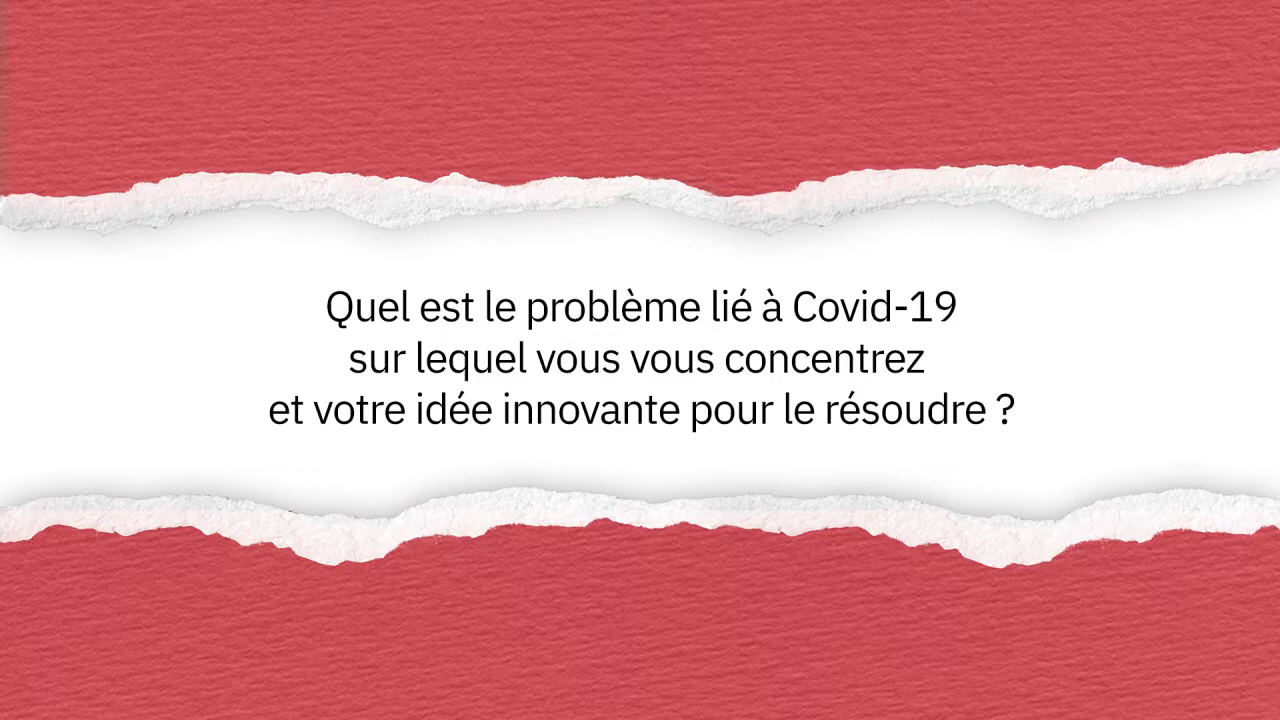 Quel est le problème lié à Covid-19
sur lequel vous vous concentrez
et votre idée innovante pour le résoudre ?